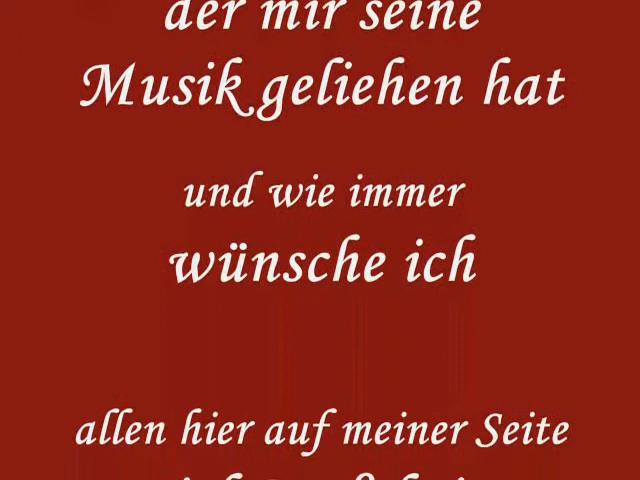 der mir seine
Musik geliehen hat
und wie immer
wünsche ich
allen hier auf meiner Seite